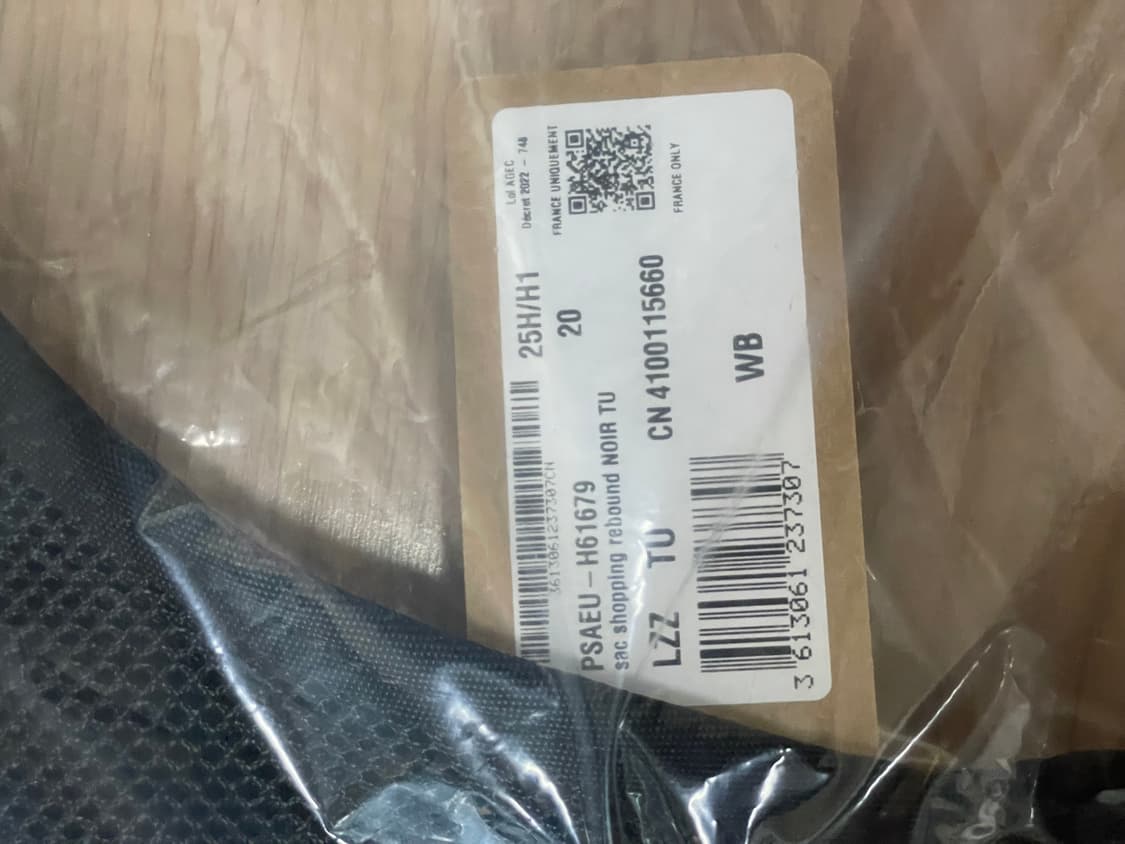 Loi AGEC
Décret 2022 - 748
FRANCE UNIQUEMENT
FRANCE ONLY
25H/H1
20
3613061237307CN
PSAEU - H61679
sac shopping rebound NOIR TU
LZZ TU CN 4100115660
WB
3 613061 237307